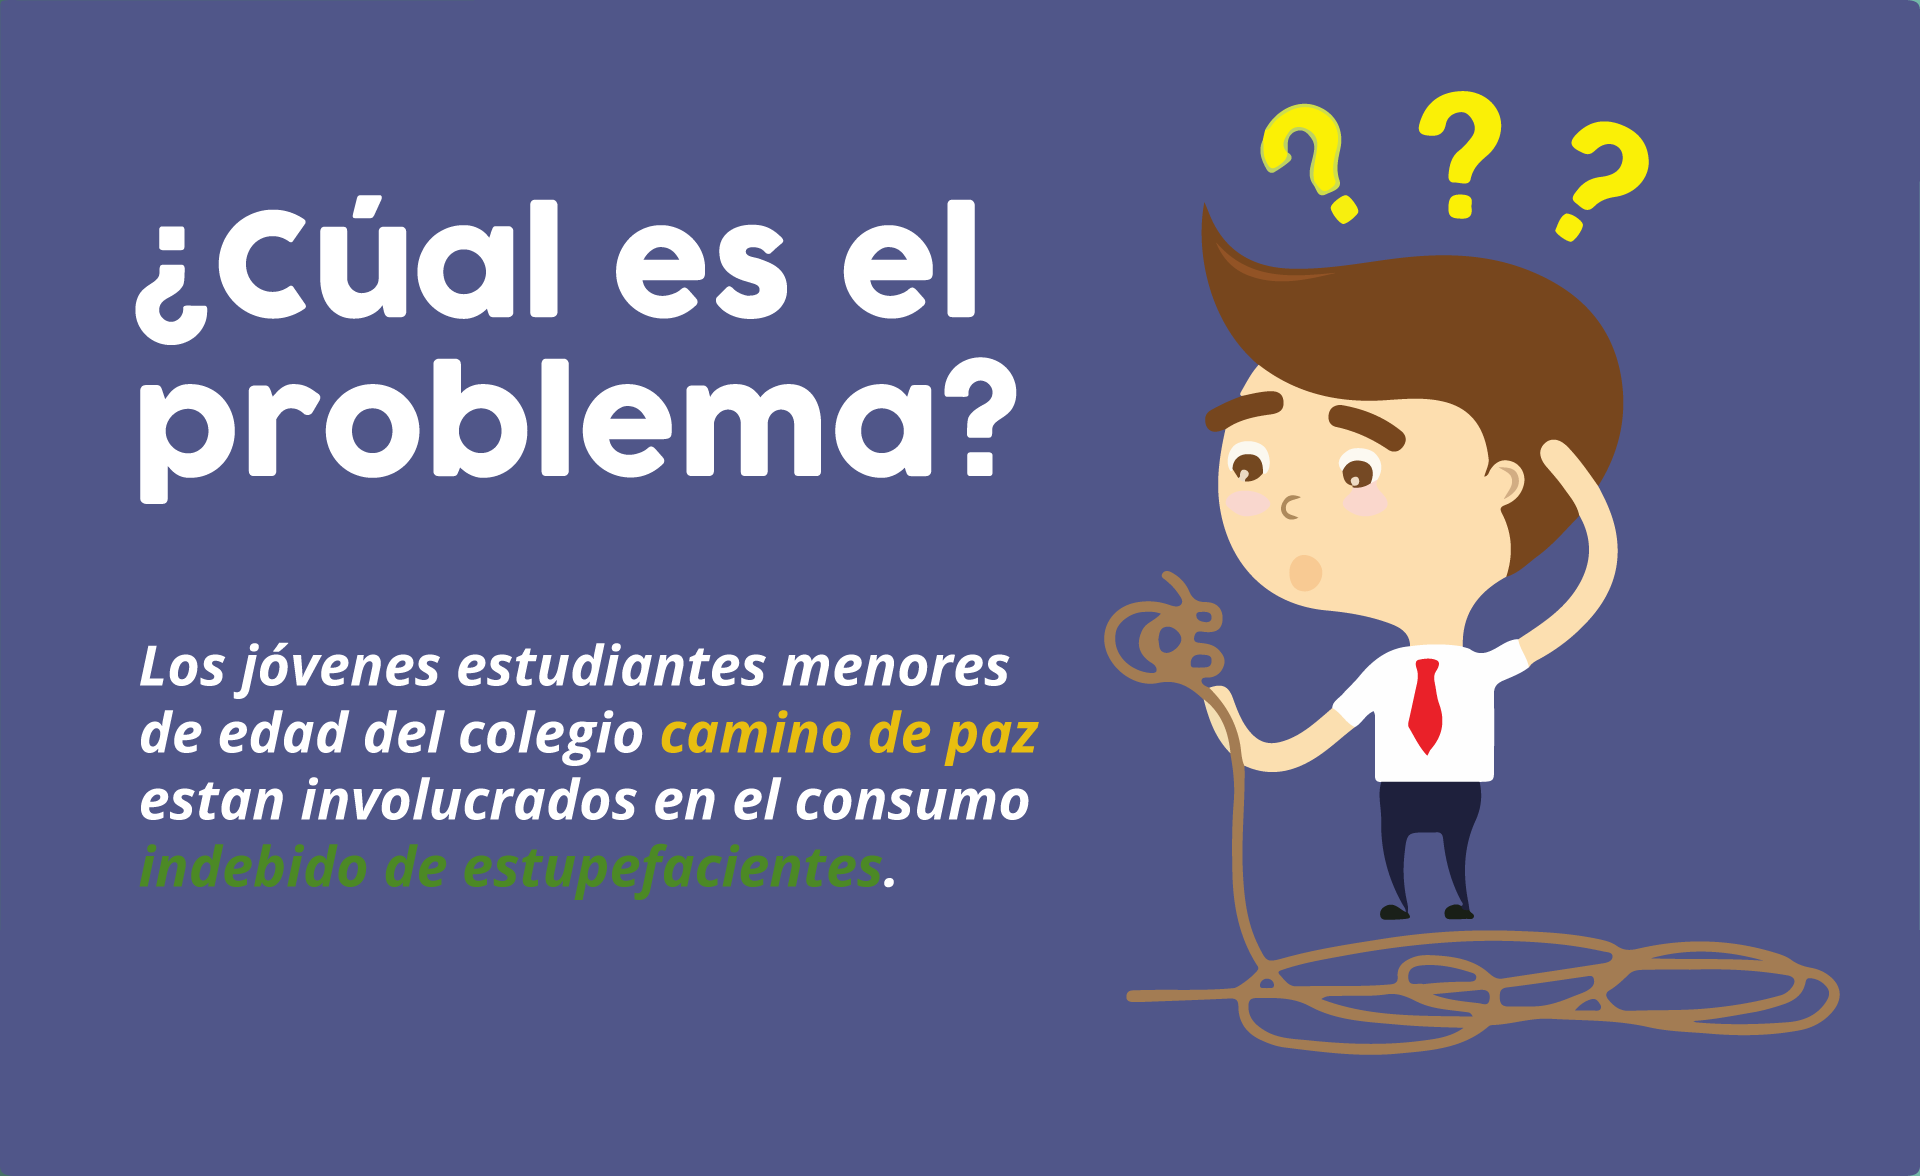 ¿Cúal es el
problema?
Los jóvenes estudiantes menores
de edad del colegio camino de paz
estan involucrados en el consumo
indebido de estupefacientes.
? ? ?